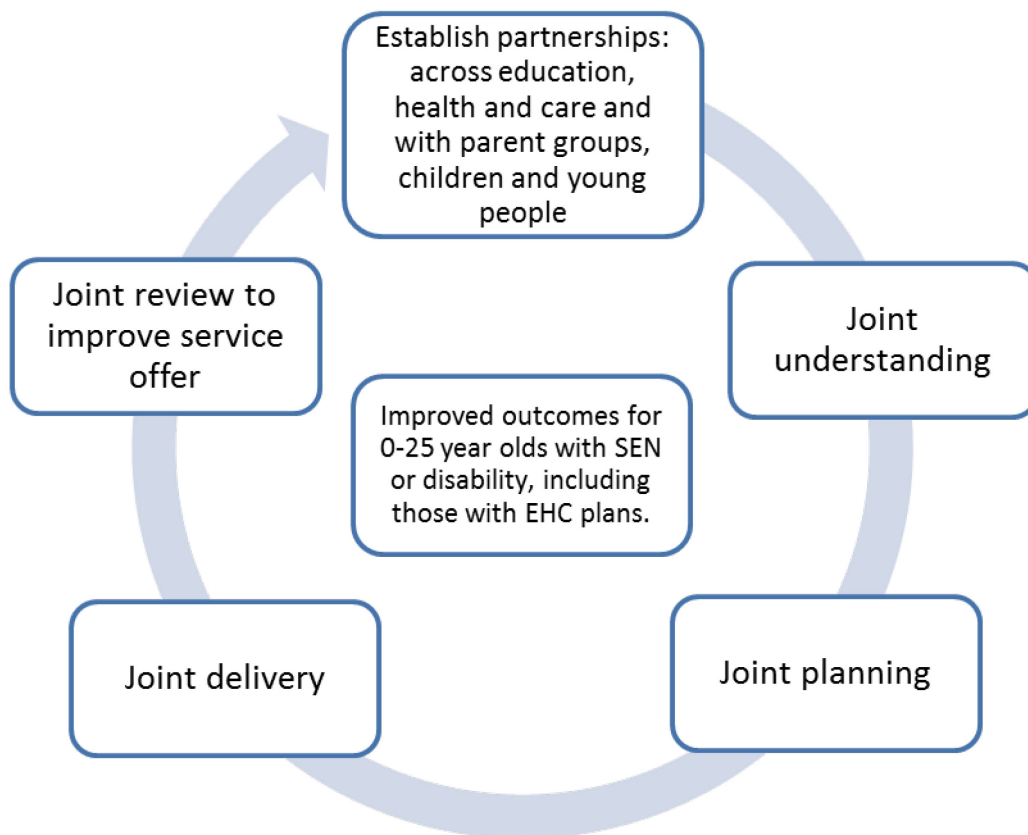 Establish partnerships:
across education,
health and care and
with parent groups,
children and young
people
Joint
understanding
Joint planning
Joint delivery
Joint review to
improve service
offer
Improved outcomes for
0-25 year olds with SEN
or disability, including
those with EHC plans.